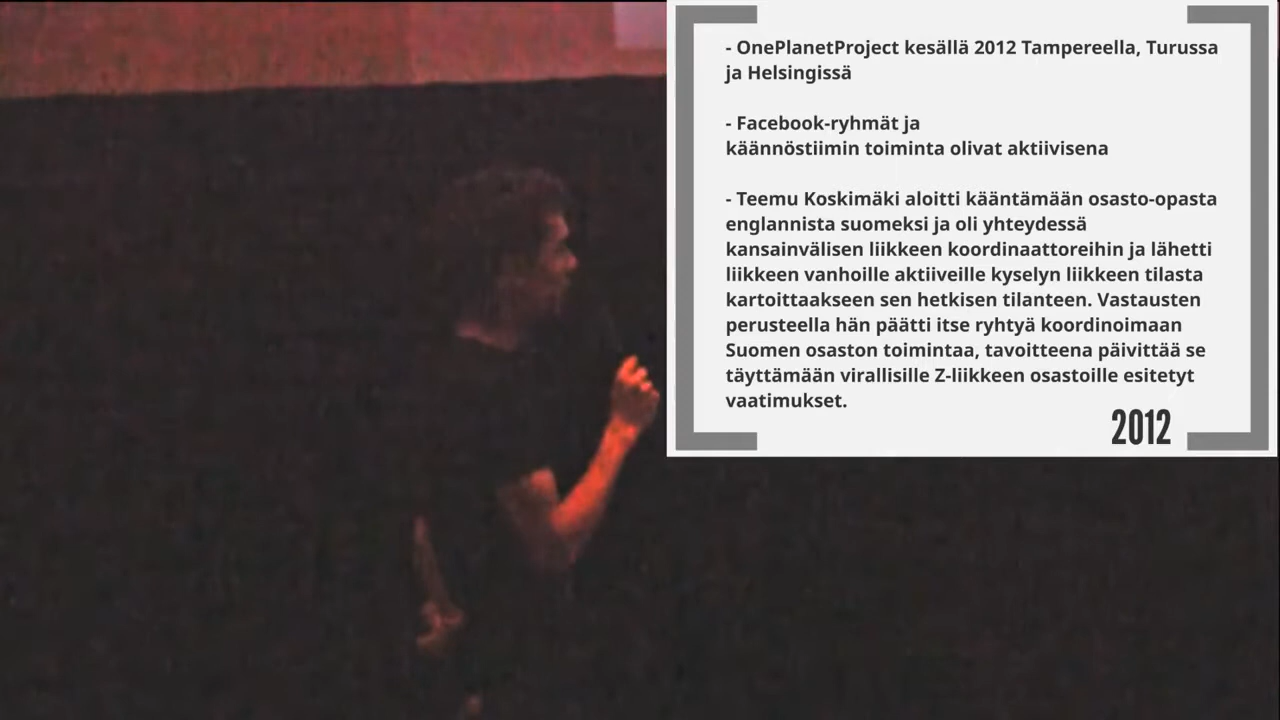 - OnePlanetProject kesällä 2012 Tampereella, Turussa
ja Helsingissä
- Facebook-ryhmät ja
käännöstiimin toiminta olivat aktiivisena
- Teemu Koskimäki aloitti kääntämään osasto-opasta
englannista suomeksi ja oli yhteydessä
kansainvälisen liikkeen koordinaattoreihin ja lähetti
liikkeen vanhoille aktiiveille kyselyn liikkeen tilasta
kartoittaakseen sen hetkisen tilanteen. Vastausten
perusteella hän päätti itse ryhtyä koordinoimaan
Suomen osaston toimintaa, tavoitteena päivittää se
täyttämään virallisille Z-liikkeen osastoille esitetyt
vaatimukset.
2012